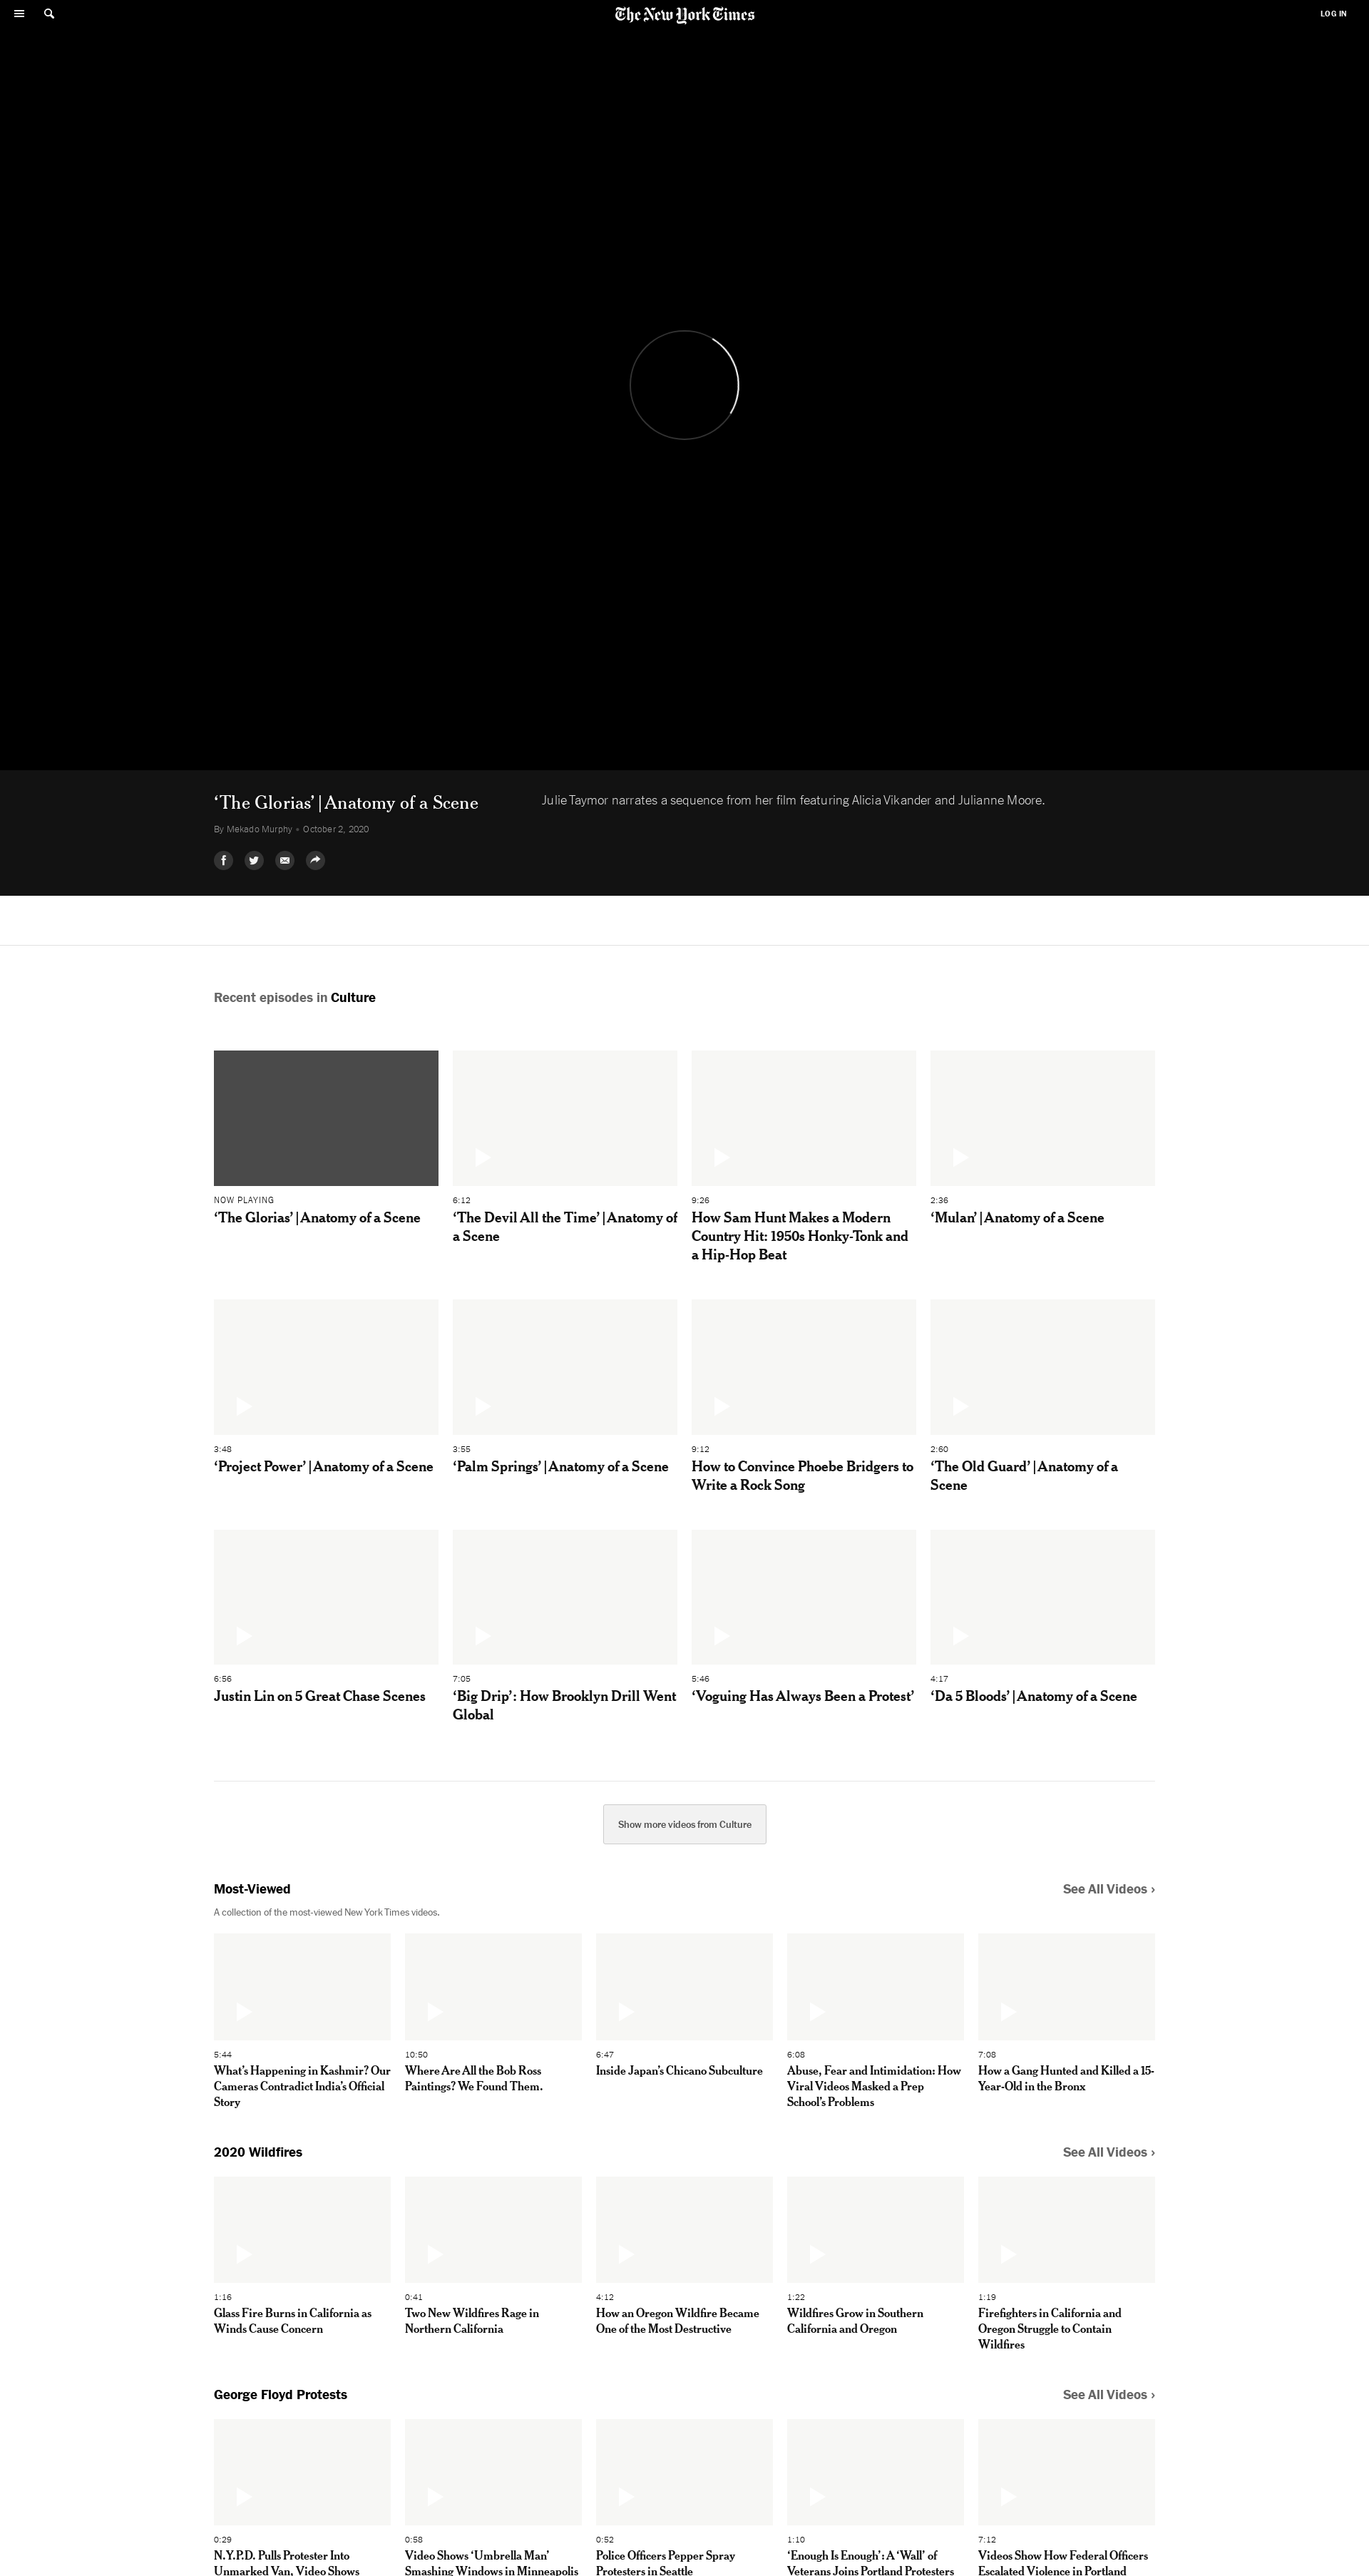 The New York Times
LOG IN
‘The Glorias’ | Anatomy of a Scene
Julie Taymor narrates a sequence from her film featuring Alicia Vikander and Julianne Moore.
By Mekado Murphy • October 2, 2020
Recent episodes in Culture
NOW PLAYING
‘The Glorias’ | Anatomy of a Scene
6:12
‘The Devil All the Time’ | Anatomy of
a Scene
9:26
How Sam Hunt Makes a Modern
Country Hit: 1950s Honky-Tonk and
a Hip-Hop Beat
2:36
‘Mulan’ | Anatomy of a Scene
3:48
‘Project Power’ | Anatomy of a Scene
3:55
‘Palm Springs’ | Anatomy of a Scene
9:12
How to Convince Phoebe Bridgers to
Write a Rock Song
2:60
‘The Old Guard’ | Anatomy of a
Scene
6:56
Justin Lin on 5 Great Chase Scenes
7:05
‘Big Drip’: How Brooklyn Drill Went
Global
5:46
‘Voguing Has Always Been a Protest’
4:17
‘Da 5 Bloods’ | Anatomy of a Scene
Show more videos from Culture
Most-Viewed
See All Videos ›
A collection of the most-viewed New York Times videos.
5:44
What’s Happening in Kashmir? Our
Cameras Contradict India’s Official
Story
10:50
Where Are All the Bob Ross
Paintings? We Found Them.
6:47
Inside Japan’s Chicano Subculture
6:08
Abuse, Fear and Intimidation: How
Viral Videos Masked a Prep
School’s Problems
7:08
How a Gang Hunted and Killed a 15-
Year-Old in the Bronx
2020 Wildfires
See All Videos ›
1:16
Glass Fire Burns in California as
Winds Cause Concern
0:41
Two New Wildfires Rage in
Northern California
4:12
How an Oregon Wildfire Became
One of the Most Destructive
1:22
Wildfires Grow in Southern
California and Oregon
1:19
Firefighters in California and
Oregon Struggle to Contain
Wildfires
George Floyd Protests
See All Videos ›
0:29
N.Y.P.D. Pulls Protester Into
Unmarked Van, Video Shows
0:58
Video Shows ‘Umbrella Man’
Smashing Windows in Minneapolis
0:52
Police Officers Pepper Spray
Protesters in Seattle
1:10
‘Enough Is Enough’: A ‘Wall’ of
Veterans Joins Portland Protesters
7:12
Videos Show How Federal Officers
Escalated Violence in Portland